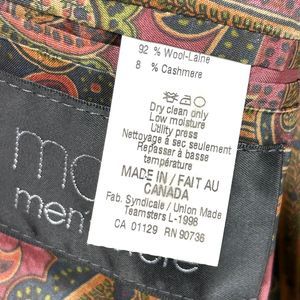 92 % Wool-Laine
8 % Cashmere
Dry clean only
Low moisture
Utility press
Nettoyage à sec seulement
Repasser à basse
température
MADE IN / FAIT AU
CANADA
Fab. Syndicale / Union Made
Teamsters L-1998
CA 01129 RN 90736